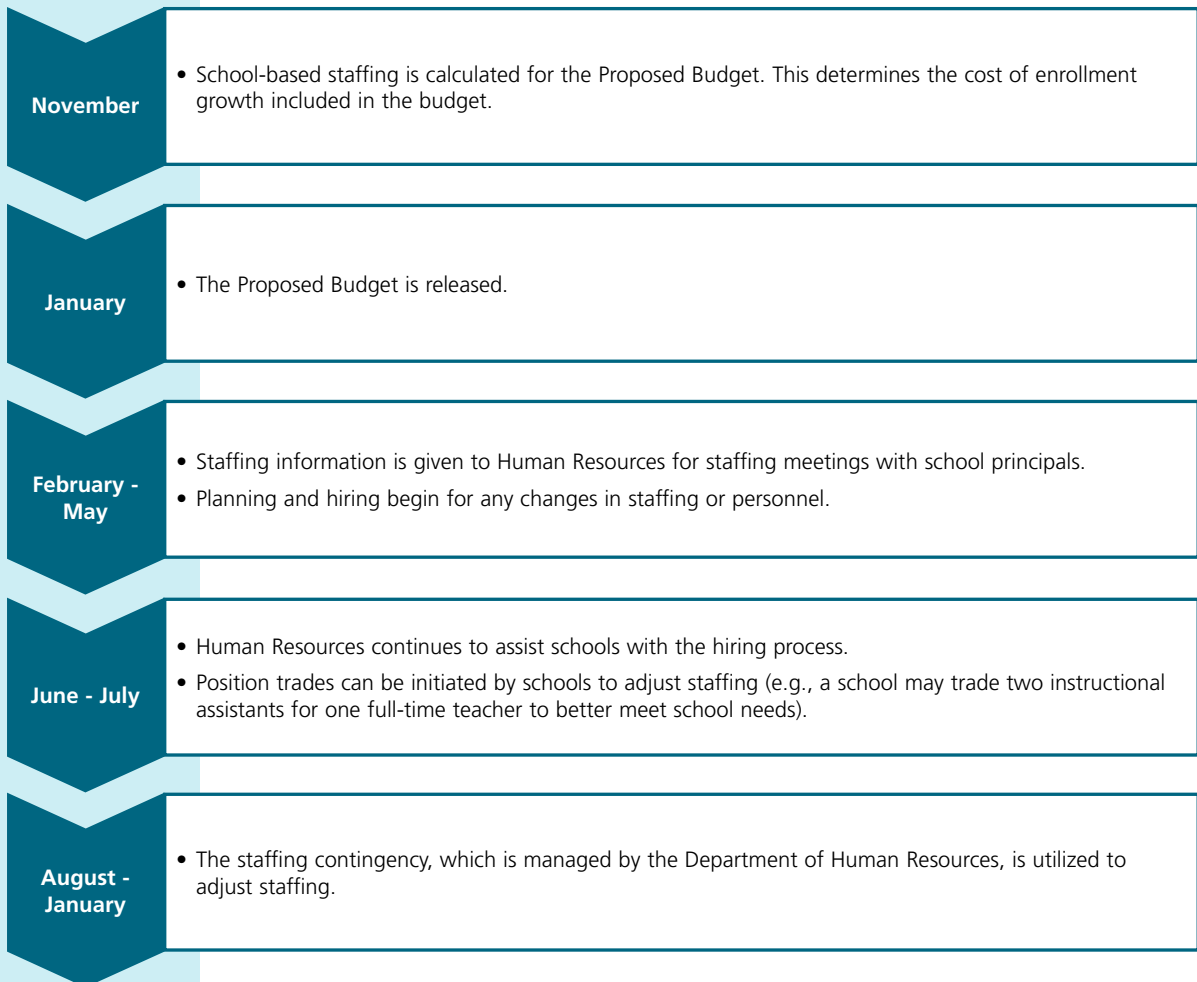 November
• School-based staffing is calculated for the Proposed Budget. This determines the cost of enrollment
growth included in the budget.
January
• The Proposed Budget is released.
February -
May
• Staffing information is given to Human Resources for staffing meetings with school principals.
• Planning and hiring begin for any changes in staffing or personnel.
June - July
• Human Resources continues to assist schools with the hiring process.
• Position trades can be initiated by schools to adjust staffing (e.g., a school may trade two instructional
assistants for one full-time teacher to better meet school needs).
August -
January
• The staffing contingency, which is managed by the Department of Human Resources, is utilized to
adjust staffing.